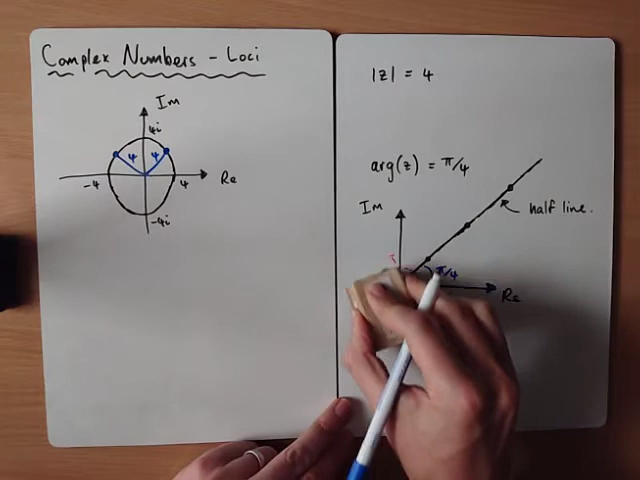 Complex Numbers - Loci
Im
4i
4
4
-4
4
Re
-4i
|z| = 4
arg(z) = π/4
Im
half line.
π/4
Re